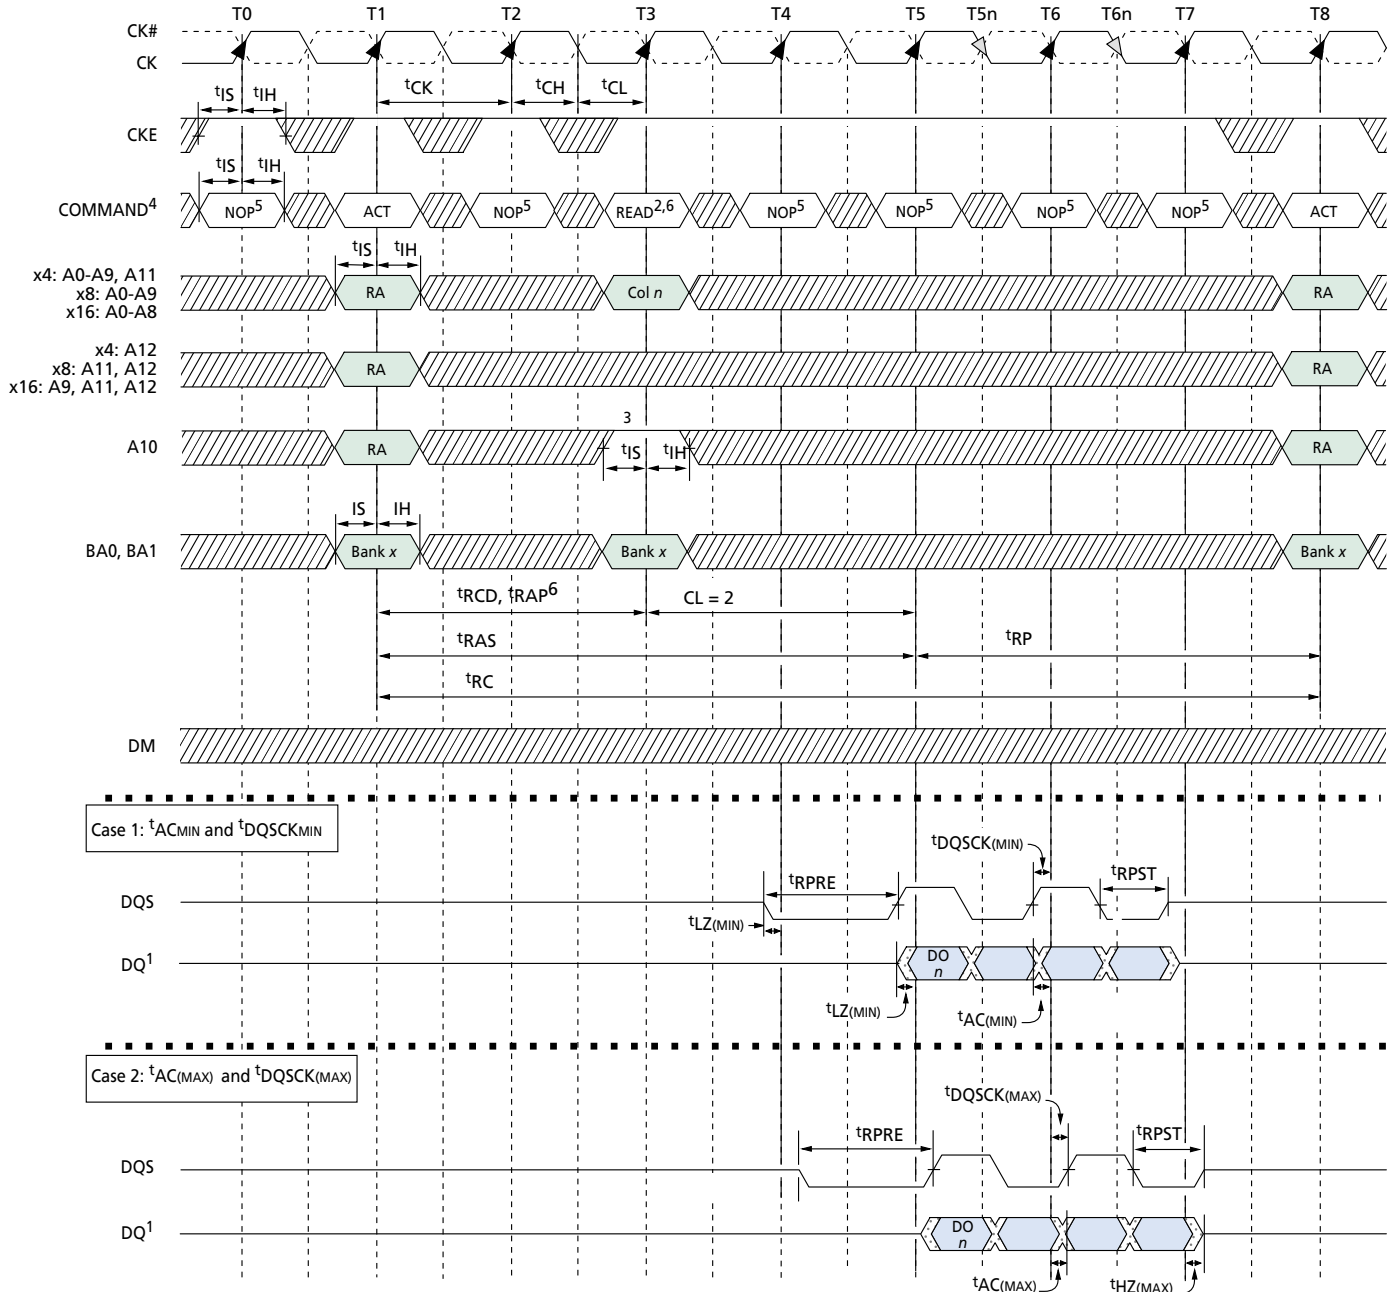 T0 T1 T2 T3 T4 T5 T5n T6 T6n T7 T8
CK#
CK
tCK tCH tCL
tIS tIH
CKE
tIS tIH
COMMAND4 NOP5 ACT NOP5 READ2,6 NOP5 NOP5 NOP5 NOP5 ACT
tIS tIH
x4: A0-A9, A11
x8: A0-A9
x16: A0-A8
RA Col n RA
x4: A12
x8: A11, A12
x16: A9, A11, A12
RA RA
3
A10 RA tIS tIH RA
IS IH
BA0, BA1 Bank x Bank x Bank x
tRCD, tRAP6 CL = 2
tRAS tRP
tRC
DM
Case 1: tACMIN and tDQSCKMIN
tDQSCK(MIN)
tRPRE tRPST
DQS
tLZ(MIN)
DQ1 DO
n
tLZ(MIN) tAC(MIN)
Case 2: tAC(MAX) and tDQSCK(MAX)
tDQSCK(MAX)
tRPRE tRPST
DQS
DQ1 DO
n
tAC(MAX) tHZ(MAX)